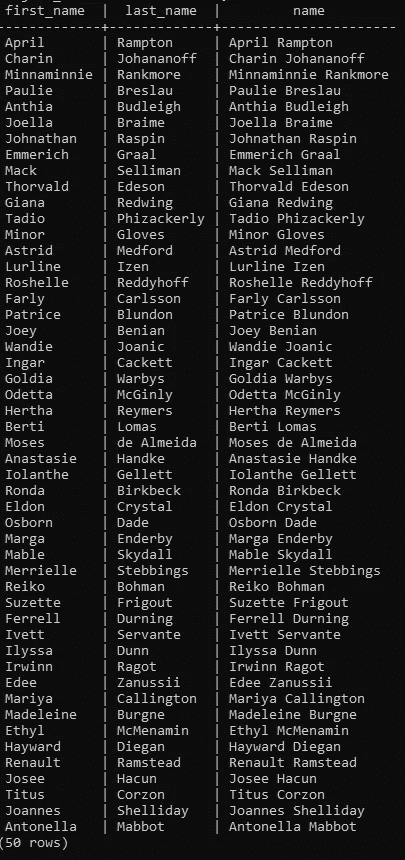 first_name | last_name | name
-------------+-------------+----------------------
April | Rampton | April Rampton
Charin | Johananoff | Charin Johananoff
Minnaminnie | Rankmore | Minnaminnie Rankmore
Paulie | Breslau | Paulie Breslau
Anthia | Budleigh | Anthia Budleigh
Joella | Braime | Joella Braime
Johnathan | Raspin | Johnathan Raspin
Emmerich | Graal | Emmerich Graal
Mack | Selliman | Mack Selliman
Thorvald | Edeson | Thorvald Edeson
Giana | Redwing | Giana Redwing
Tadio | Phizackerly | Tadio Phizackerly
Minor | Gloves | Minor Gloves
Astrid | Medford | Astrid Medford
Lurline | Izen | Lurline Izen
Roshelle | Reddyhoff | Roshelle Reddyhoff
Farly | Carlsson | Farly Carlsson
Patrice | Blundon | Patrice Blundon
Joey | Benian | Joey Benian
Wandie | Joanic | Wandie Joanic
Ingar | Cackett | Ingar Cackett
Goldia | Warbys | Goldia Warbys
Odetta | McGinly | Odetta McGinly
Hertha | Reymers | Hertha Reymers
Berti | Lomas | Berti Lomas
Moses | de Almeida | Moses de Almeida
Anastasie | Handke | Anastasie Handke
Iolanthe | Gellett | Iolanthe Gellett
Ronda | Birkbeck | Ronda Birkbeck
Eldon | Crystal | Eldon Crystal
Osborn | Dade | Osborn Dade
Marga | Enderby | Marga Enderby
Mable | Skydall | Mable Skydall
Merrielle | Stebbings | Merrielle Stebbings
Reiko | Bohman | Reiko Bohman
Suzette | Frigout | Suzette Frigout
Ferrell | Durning | Ferrell Durning
Ivett | Servante | Ivett Servante
Ilyssa | Dunn | Ilyssa Dunn
Irwinn | Ragot | Irwinn Ragot
Edee | Zanussii | Edee Zanussii
Mariya | Callington | Mariya Callington
Madeleine | Burgne | Madeleine Burgne
Ethyl | McMenamin | Ethyl McMenamin
Hayward | Diegan | Hayward Diegan
Renault | Ramstead | Renault Ramstead
Josee | Hacun | Josee Hacun
Titus | Corzon | Titus Corzon
Joannes | Shelliday | Joannes Shelliday
Antonella | Mabbot | Antonella Mabbot
(50 rows)